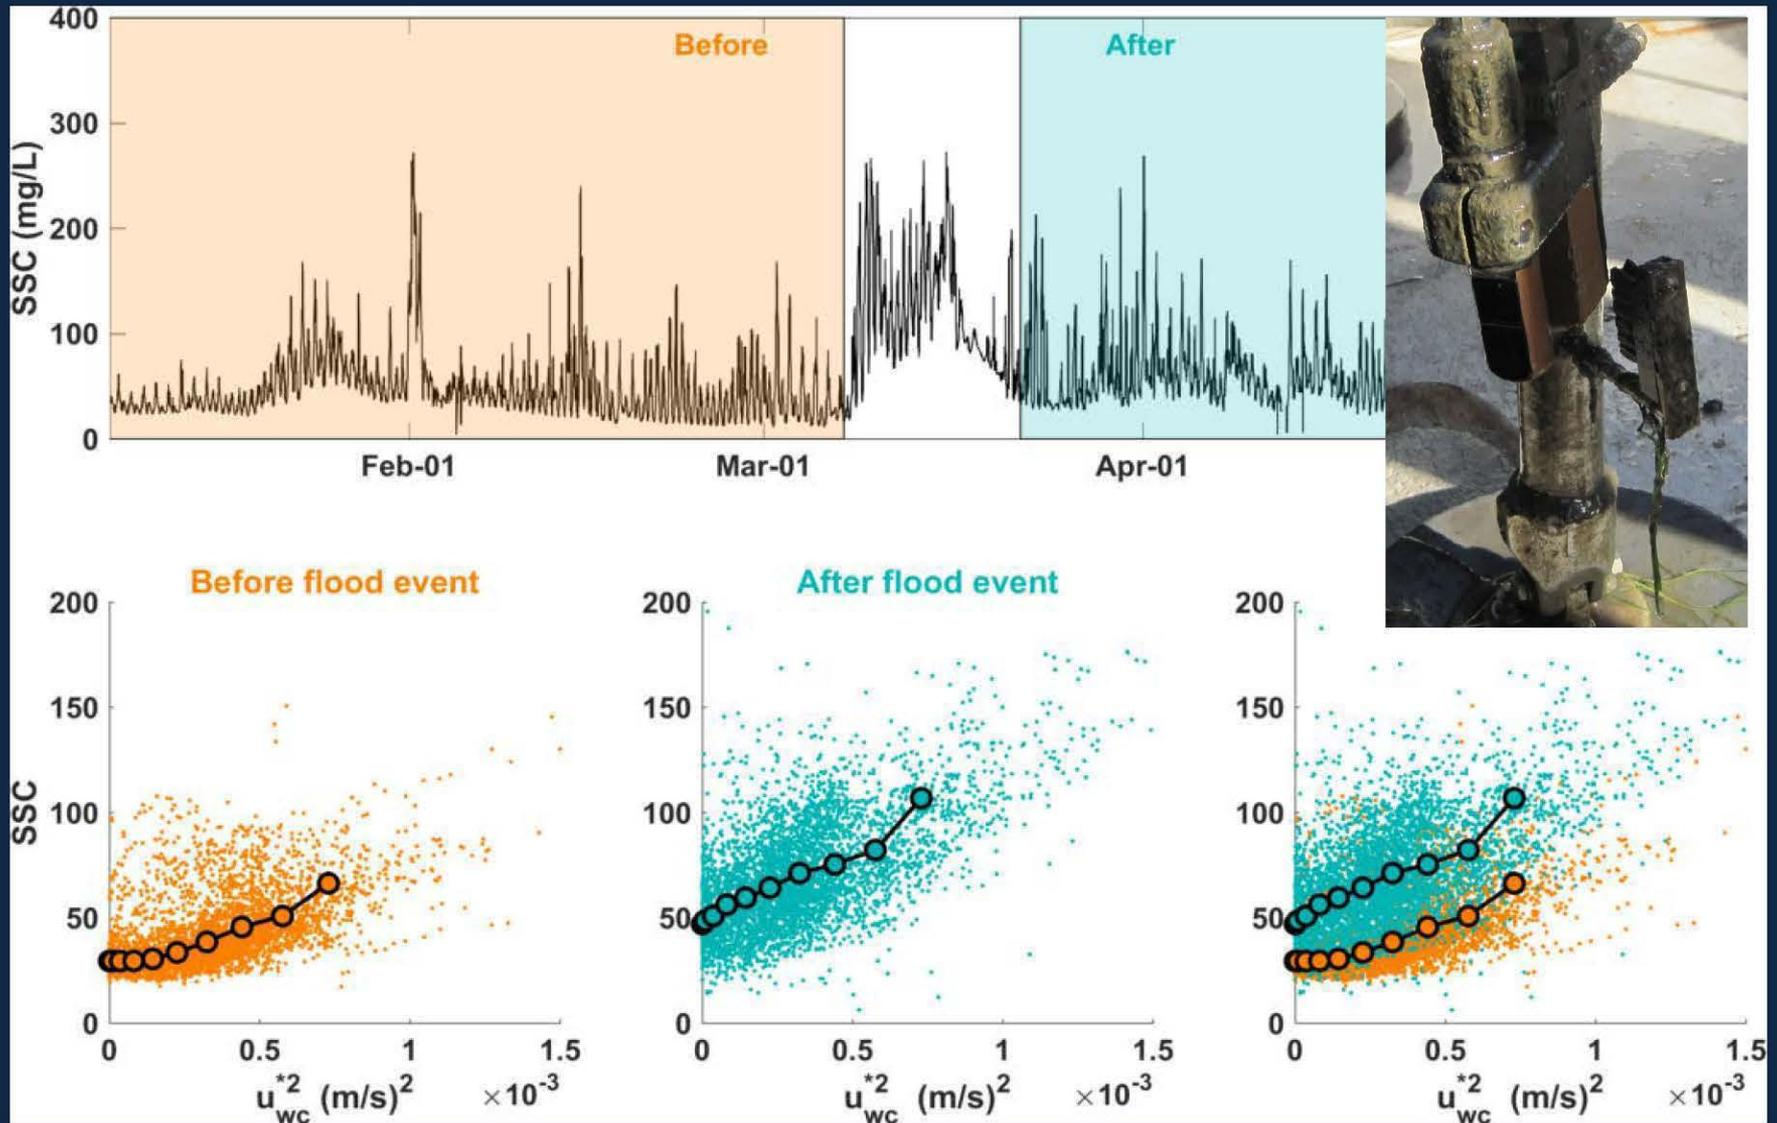 400
300
200
100
0
SSC (mg/L)
Before
After
Feb-01
Mar-01
Apr-01
Before flood event
After flood event
200
150
100
50
0
SSC
0
0.5
1
1.5
u*2wc (m/s)2
×10-3
200
150
100
50
0
0
0.5
1
1.5
u*2wc (m/s)2
×10-3
200
150
100
50
0
0
0.5
1
1.5
u*2wc (m/s)2
×10-3